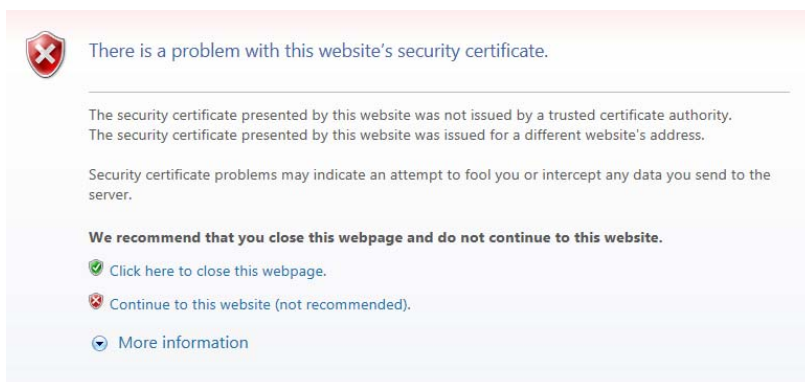 There is a problem with this website's security certificate.
The security certificate presented by this website was not issued by a trusted certificate authority.
The security certificate presented by this website was issued for a different website's address.
Security certificate problems may indicate an attempt to fool you or intercept any data you send to the
server.
We recommend that you close this webpage and do not continue to this website.
Click here to close this webpage.
Continue to this website (not recommended).
More information